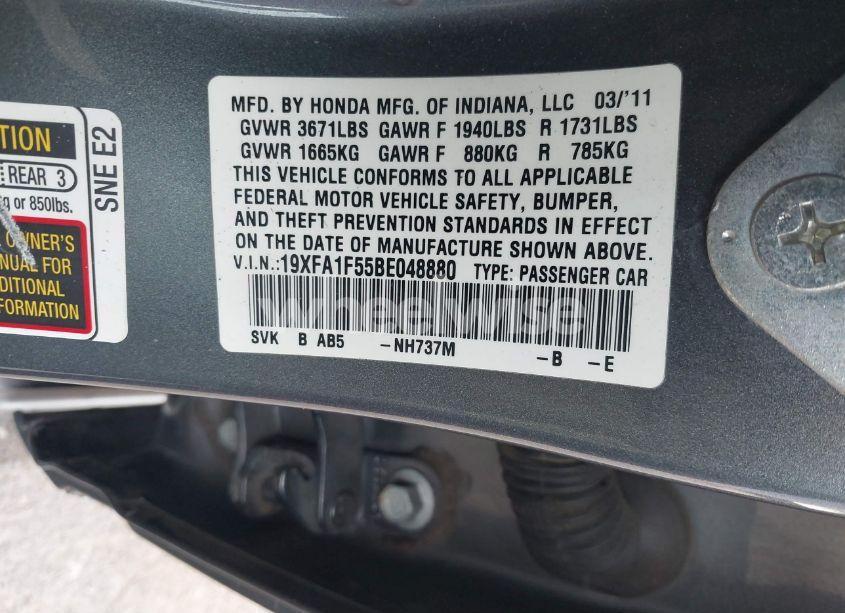 TION
REAR 3
or 850lbs.
OWNER'S
FOR
SNE E2
MFD. BY HONDA MFG. OF INDIANA, LLC 03/'11
GVWR 3671LBS GAWR F 1940LBS R 1731LBS
GVWR 1665KG GAWR F 880KG R 785KG
THIS VEHICLE CONFORMS TO ALL APPLICABLE
FEDERAL MOTOR VEHICLE SAFETY, BUMPER,
AND THEFT PREVENTION STANDARDS IN EFFECT
ON THE DATE OF MANUFACTURE SHOWN ABOVE.
V.I.N.:19XFA1F55BE048880 TYPE: PASSENGER CAR
wheelwise
SVK B AB5 -NH737M -B -E